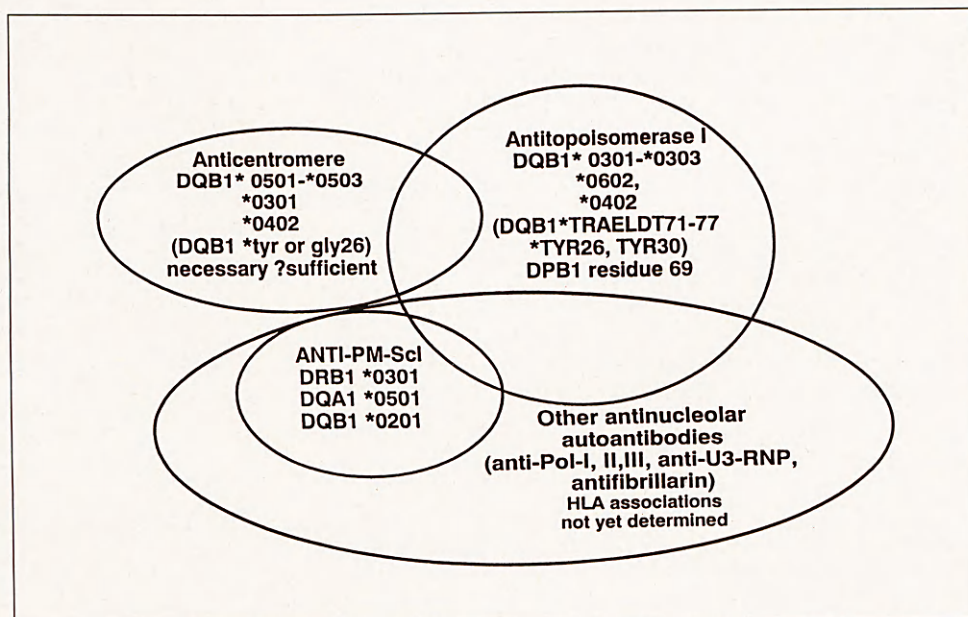 Anticentromere
DQB1* 0501-*0503
*0301
*0402
(DQB1 *tyr or gly26)
necessary ?sufficient
Antitopoisomerase I
DQB1* 0301-*0303
*0602,
*0402
(DQB1*TRAELDT71-77
*TYR26, TYR30)
DPB1 residue 69
ANTI-PM-Scl
DRB1 *0301
DQA1 *0501
DQB1 *0201
Other antinucleolar
autoantibodies
(anti-Pol-I, II,III, anti-U3-RNP,
antifibrillarin)
HLA associations
not yet determined